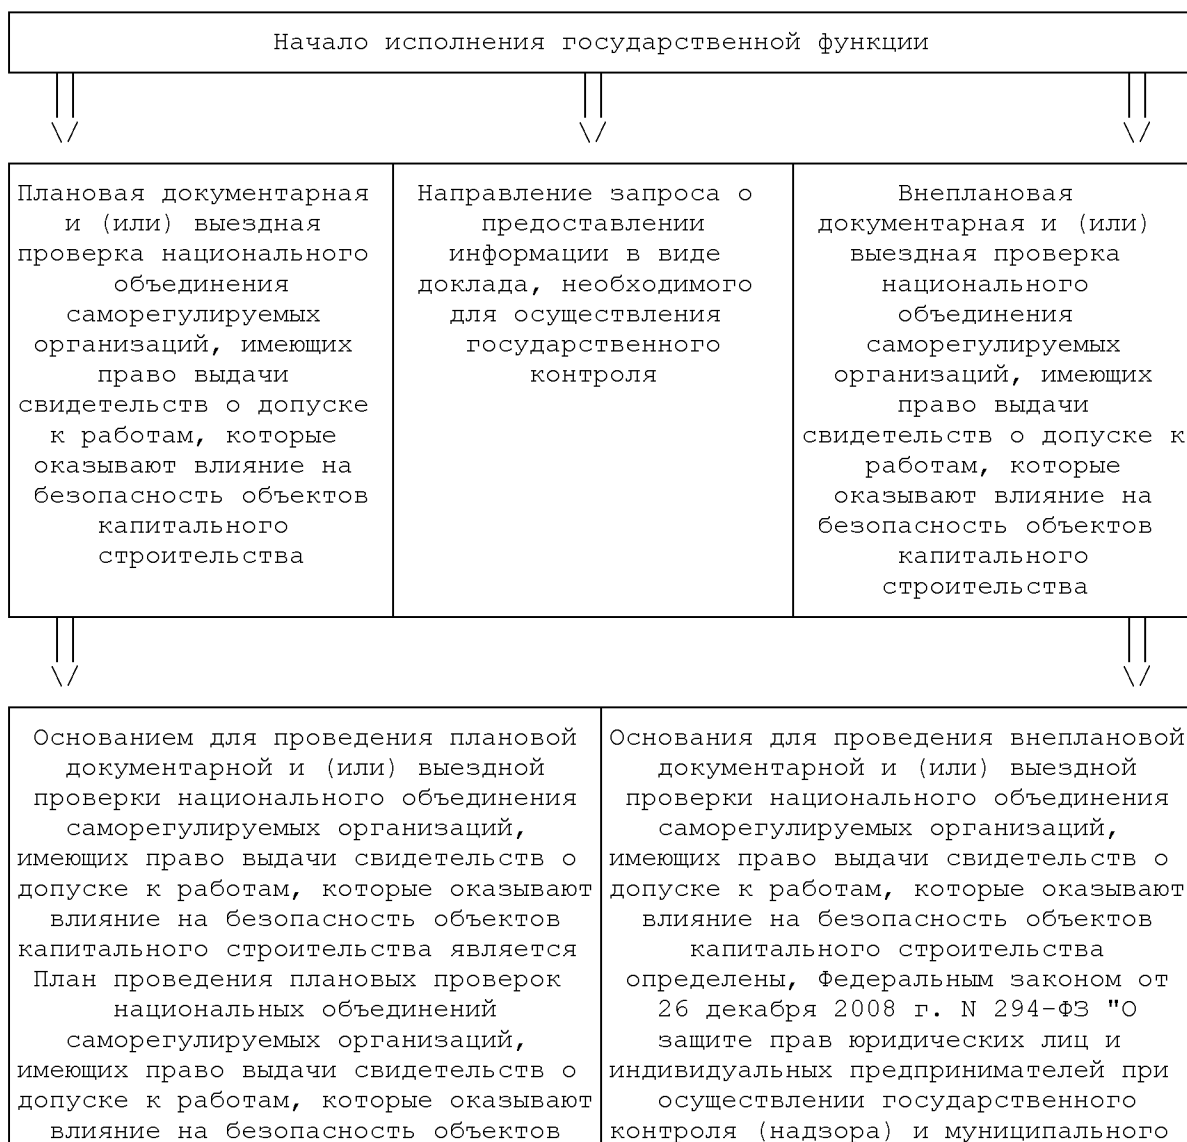 Начало исполнения государственной функции
Плановая документарная
и (или) выездная
проверка национального
объединения
саморегулируемых
организаций, имеющих
право выдачи
свидетельств о допуске
к работам, которые
оказывают влияние на
безопасность объектов
капитального
строительства
Направление запроса о
предоставлении
информации в виде
доклада, необходимого
для осуществления
государственного
контроля
Внеплановая
документарная и (или)
выездная проверка
национального
объединения
саморегулируемых
организаций, имеющих
право выдачи
свидетельств о допуске к
работам, которые
оказывают влияние на
безопасность объектов
капитального
строительства
Основанием для проведения плановой
документарной и (или) выездной
проверки национального объединения
саморегулируемых организаций,
имеющих право выдачи свидетельств о
допуске к работам, которые оказывают
влияние на безопасность объектов
капитального строительства является
План проведения плановых проверок
национальных объединений
саморегулируемых организаций,
имеющих право выдачи свидетельств о
допуске к работам, которые оказывают
влияние на безопасность объектов
Основания для проведения внеплановой
документарной и (или) выездной
проверки национального объединения
саморегулируемых организаций,
имеющих право выдачи свидетельств о
допуске к работам, которые оказывают
влияние на безопасность объектов
капитального строительства
определены, Федеральным законом от
26 декабря 2008 г. N 294-ФЗ "О
защите прав юридических лиц и
индивидуальных предпринимателей при
осуществлении государственного
контроля (надзора) и муниципального